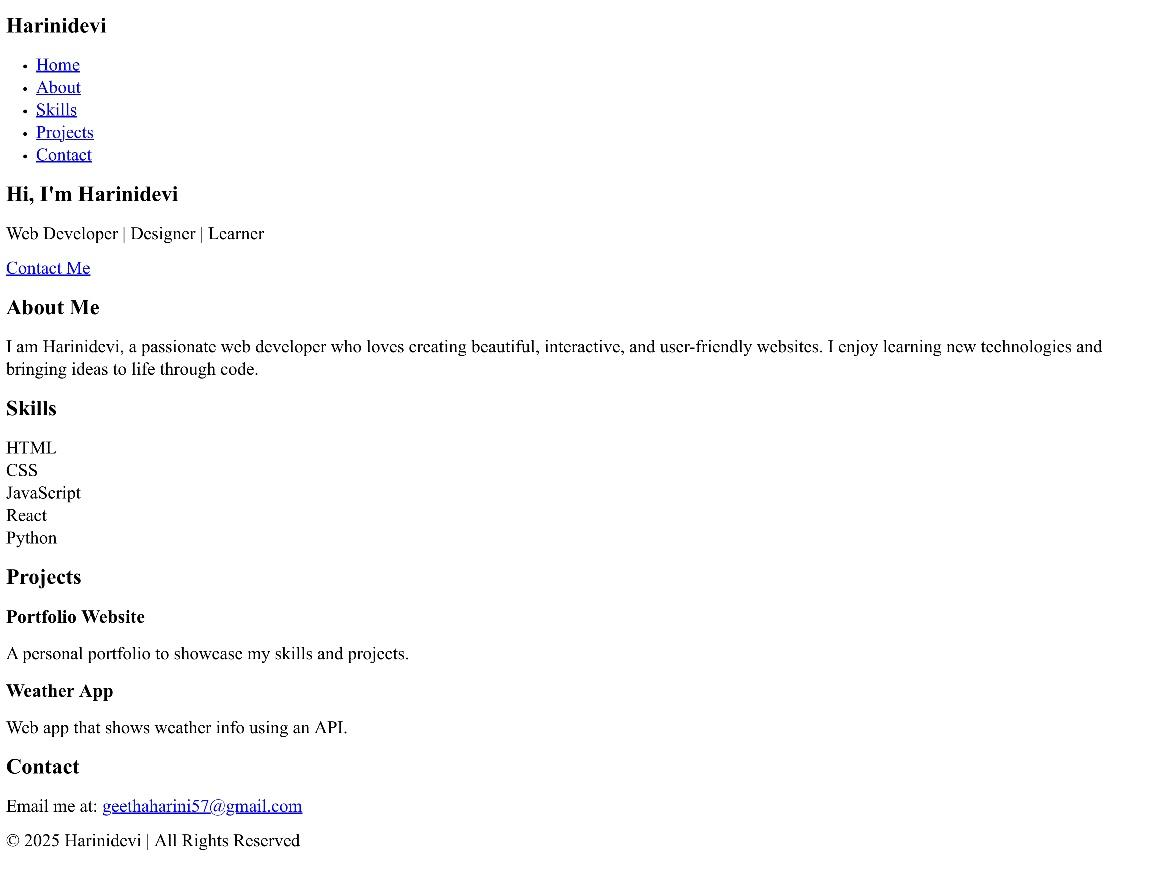 Harinidevi
Home
About
Skills
Projects
Contact
Hi, I'm Harinidevi
Web Developer | Designer | Learner
Contact Me
About Me
I am Harinidevi, a passionate web developer who loves creating beautiful, interactive, and user-friendly websites. I enjoy learning new technologies and
bringing ideas to life through code.
Skills
HTML
CSS
JavaScript
React
Python
Projects
Portfolio Website
A personal portfolio to showcase my skills and projects.
Weather App
Web app that shows weather info using an API.
Contact
Email me at: geethaharini57@gmail.com
© 2025 Harinidevi | All Rights Reserved